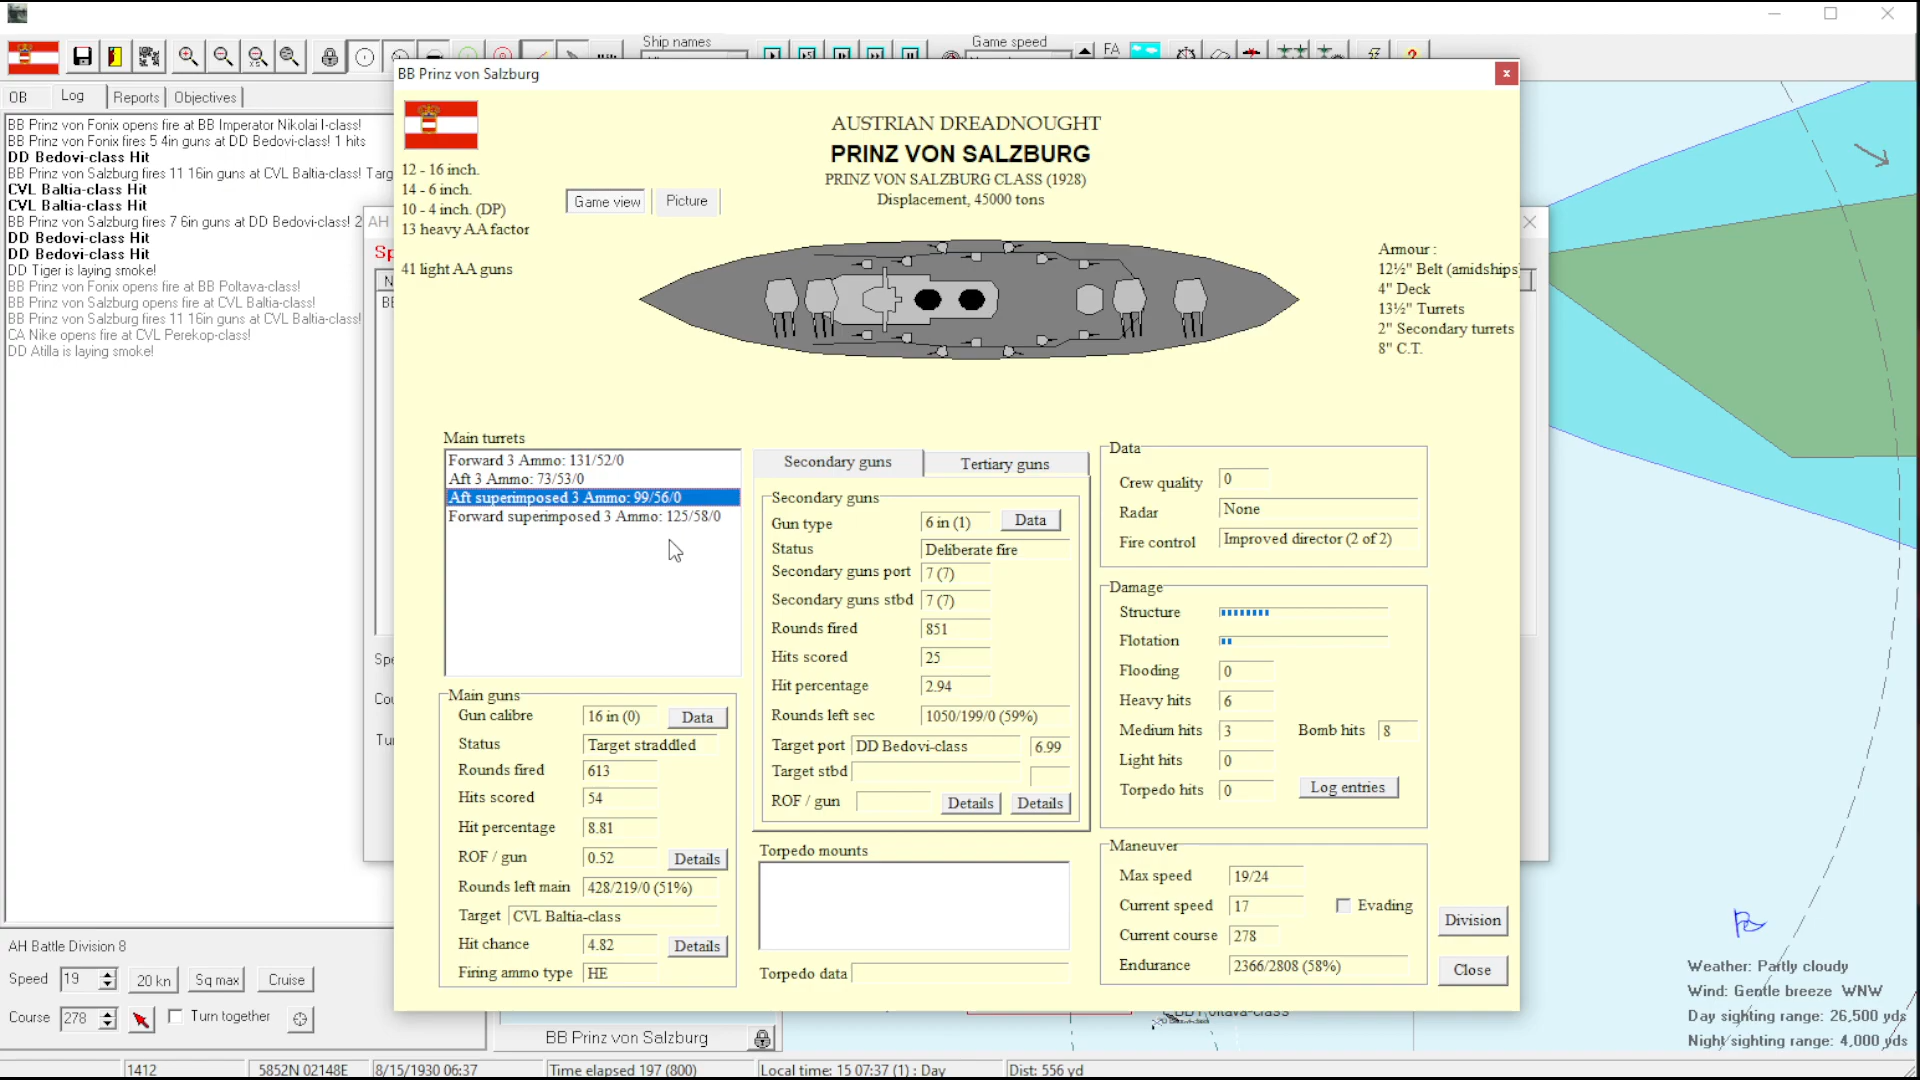 Ship names
Game speed
FA
BB Prinz von Salzburg
OB
Log
Reports
Objectives
BB Prinz von Fonix opens fire at BB Imperator Nikolai I-class!
BB Prinz von Fonix fires 5 4in guns at DD Bedovi-class! 1 hits
DD Bedovi-class Hit
BB Prinz von Salzburg fires 11 16in guns at CVL Baltia-class! Targ
CVL Baltia-class Hit
CVL Baltia-class Hit
BB Prinz von Salzburg fires 7 6in guns at DD Bedovi-class! 2
DD Bedovi-class Hit
DD Bedovi-class Hit
DD Tiger is laying smoke!
BB Prinz von Fonix opens fire at BB Poltava-class!
BB Prinz von Salzburg opens fire at CVL Baltia-class!
BB Prinz von Salzburg fires 11 16in guns at CVL Baltia-class!
CA Nike opens fire at CVL Perekop-class!
DD Atilla is laying smoke!
AH
Sp
N
BB
Spe
Cou
Tur
AUSTRIAN DREADNOUGHT
PRINZ VON SALZBURG
PRINZ VON SALZBURG CLASS (1928)
Displacement, 45000 tons
12 - 16 inch.
14 - 6 inch.
10 - 4 inch. (DP)
13 heavy AA factor
41 light AA guns
Game view
Picture
Armour :
12½" Belt (amidships
4" Deck
13½" Turrets
2" Secondary turrets
8" C.T.
Main turrets
Forward 3 Ammo: 131/52/0
Aft 3 Ammo: 73/53/0
Aft superimposed 3 Ammo: 99/56/0
Forward superimposed 3 Ammo: 125/58/0
Main guns
Gun calibre 16 in (0) Data
Status Target straddled
Rounds fired 613
Hits scored 54
Hit percentage 8.81
ROF / gun 0.52 Details
Rounds left main 428/219/0 (51%)
Target CVL Baltia-class
Hit chance 4.82 Details
Firing ammo type HE
Secondary guns
Tertiary guns
Secondary guns
Gun type 6 in (1) Data
Status Deliberate fire
Secondary guns port 7 (7)
Secondary guns stbd 7 (7)
Rounds fired 851
Hits scored 25
Hit percentage 2.94
Rounds left sec 1050/199/0 (59%)
Target port DD Bedovi-class 6.99
Target stbd
ROF / gun Details Details
Torpedo mounts
Torpedo data
Data
Crew quality 0
Radar None
Fire control Improved director (2 of 2)
Damage
Structure
Flotation
Flooding 0
Heavy hits 6
Medium hits 3 Bomb hits 8
Light hits 0
Torpedo hits 0 Log entries
Maneuver
Max speed 19/24
Current speed 17 Evading
Current course 278
Endurance 2366/2808 (58%)
Division
Close
AH Battle Division 8
Speed 19 20 kn Sq max Cruise
Course 278 Turn together
BB Prinz von Salzburg
Weather: Partly cloudy
Wind: Gentle breeze WNW
Day sighting range: 26,500 yds
Night sighting range: 4,000 yds
1412
5852N 02148E
8/15/1930 06:37
Time elapsed 197 (800)
Local time: 15 07:37 (1) : Day
Dist: 556 yd